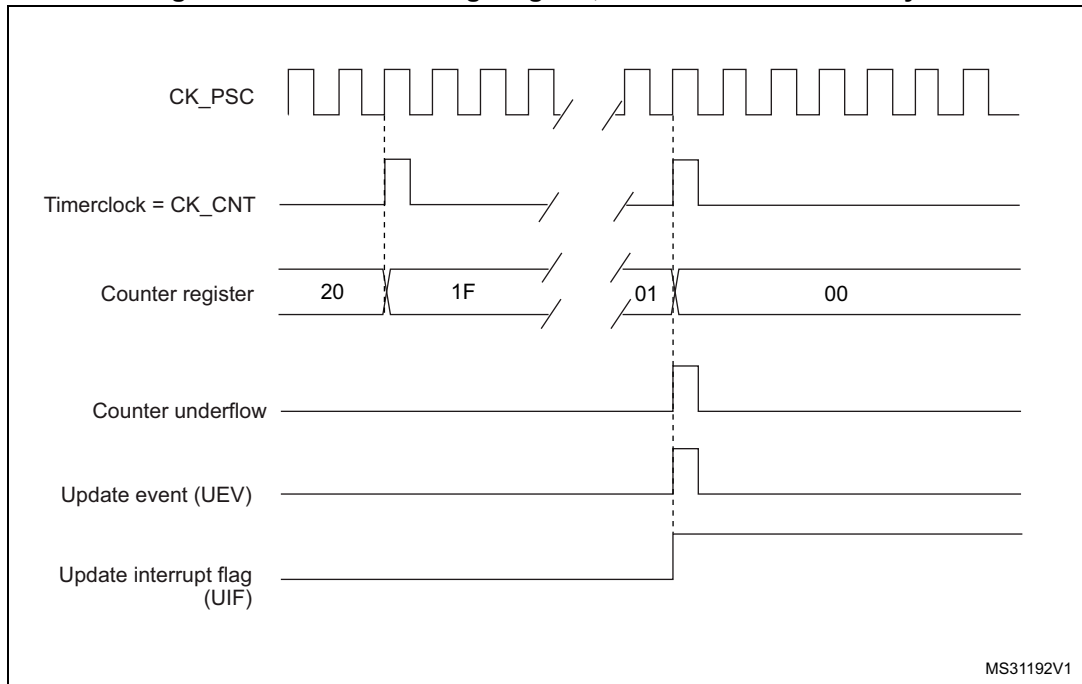 CK_PSC
Timerclock = CK_CNT
Counter register
20
1F
01
00
Counter underflow
Update event (UEV)
Update interrupt flag
(UIF)
MS31192V1